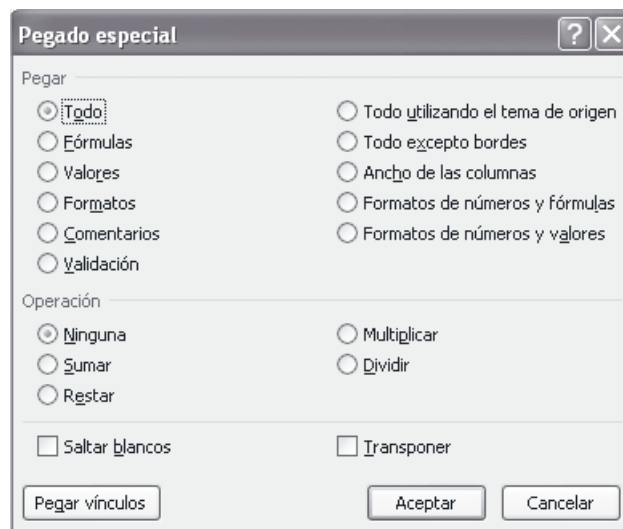 Pegado especial
Pegar
Todo
Todo utilizando el tema de origen
Fórmulas
Todo excepto bordes
Valores
Ancho de las columnas
Formatos
Formatos de números y fórmulas
Comentarios
Formatos de números y valores
Validación
Operación
Ninguna
Multiplicar
Sumar
Dividir
Restar
Saltar blancos
Transponer
Pegar vínculos
Aceptar
Cancelar